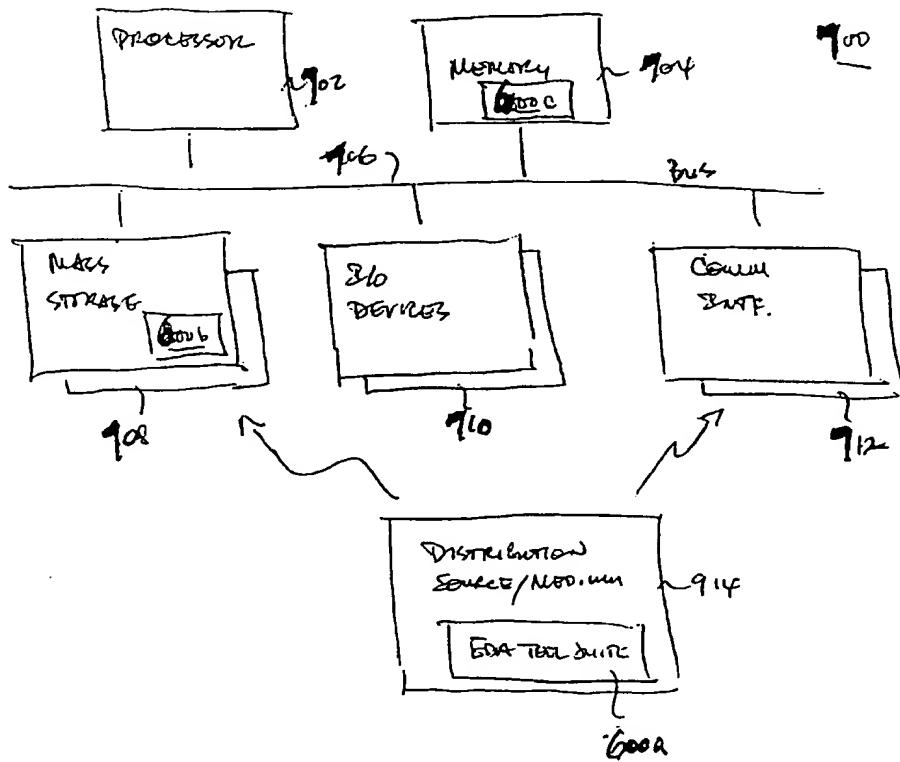 PROCESSOR
902
MEMORY
600c
904
900
906
BUS
MASS
STORAGE
600b
908
I/O
DEVICES
910
COMM
INTF.
912
DISTRIBUTION
SOURCE/MEDIUM
914
EDA TOOL SUITE
600a